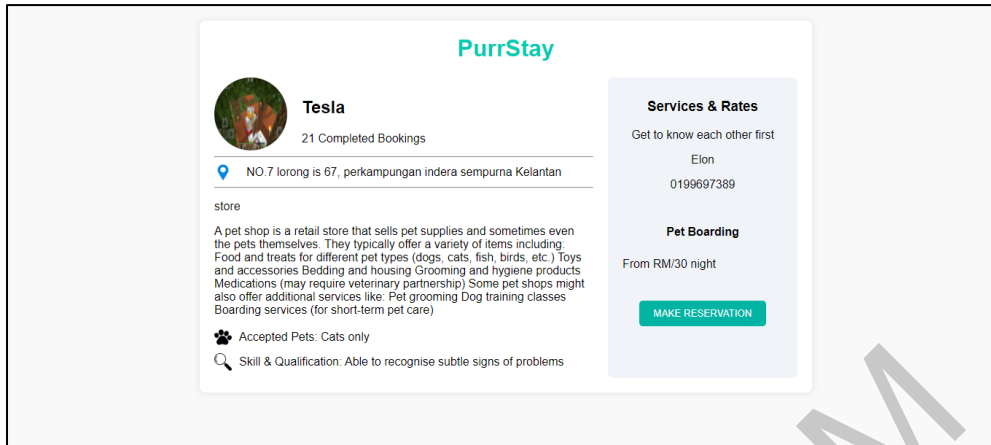 PurrStay
Tesla
21 Completed Bookings
NO.7 lorong is 67, perkampungan indera sempurna Kelantan
store
A pet shop is a retail store that sells pet supplies and sometimes even
the pets themselves. They typically offer a variety of items including:
Food and treats for different pet types (dogs, cats, fish, birds, etc.) Toys
and accessories Bedding and housing Grooming and hygiene products
Medications (may require veterinary partnership) Some pet shops might
also offer additional services like: Pet grooming Dog training classes
Boarding services (for short-term pet care)
Accepted Pets: Cats only
Skill & Qualification: Able to recognise subtle signs of problems
Services & Rates
Get to know each other first
Elon
0199697389
Pet Boarding
From RM/30 night
MAKE RESERVATION
M